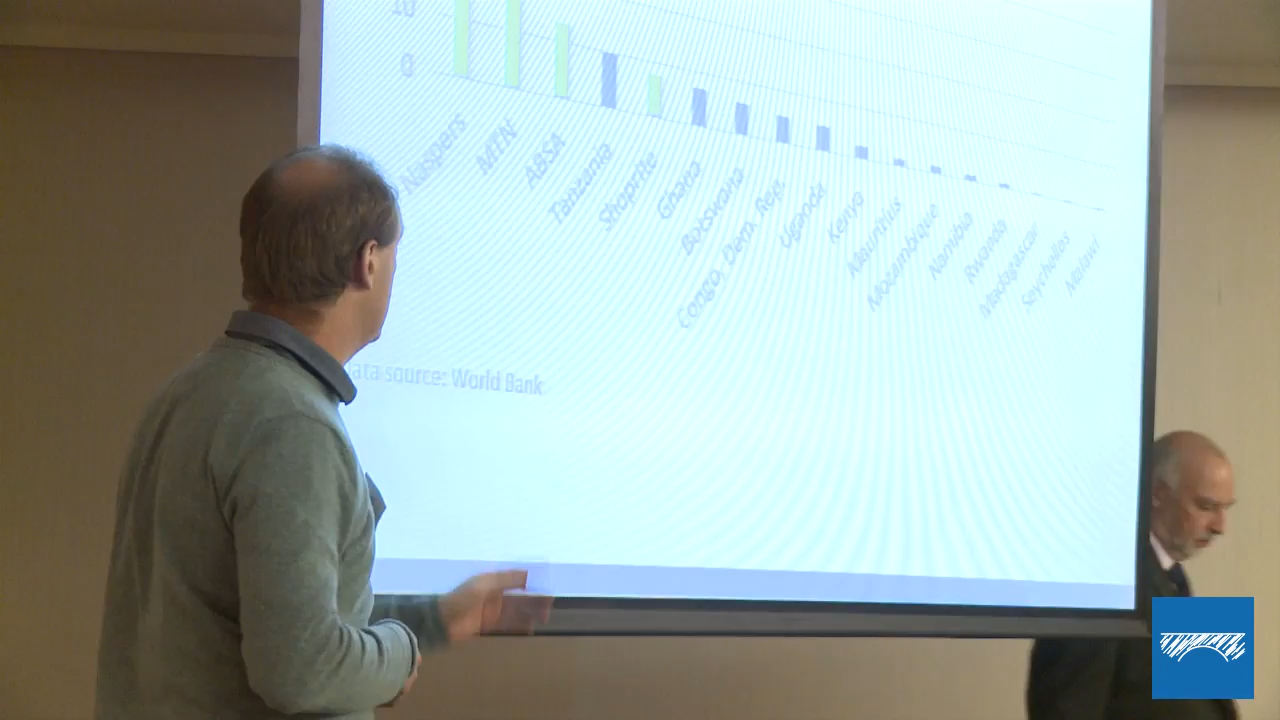 10
0
Naspers
MTN
ABSA
Tanzania
Shoprite
Ghana
Botswana
Congo, Dem. Rep.
Uganda
Kenya
Mauritius
Mozambique
Namibia
Rwanda
Madagascar
Seychelles
Malawi
ata source: World Bank